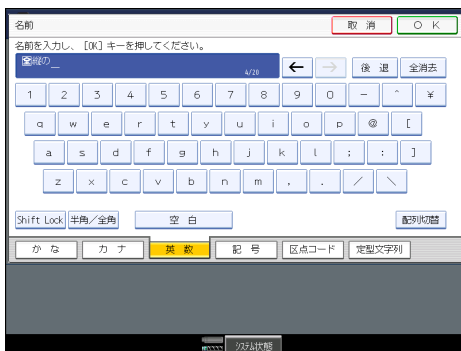 名前
取 消
O K
名前を入力し、[OK] キーを押してください。
4/20
← → 後 退 全消去
1 2 3 4 5 6 7 8 9 0 - ^ ¥
q w e r t y u i o p @ [
a s d f g h j k l ; : ]
z x c v b n m , . / \
Shift Lock 半角/全角 空 白 配列切替
か な カ ナ 英 数 記 号 区点コード 定型文字列
システム状態